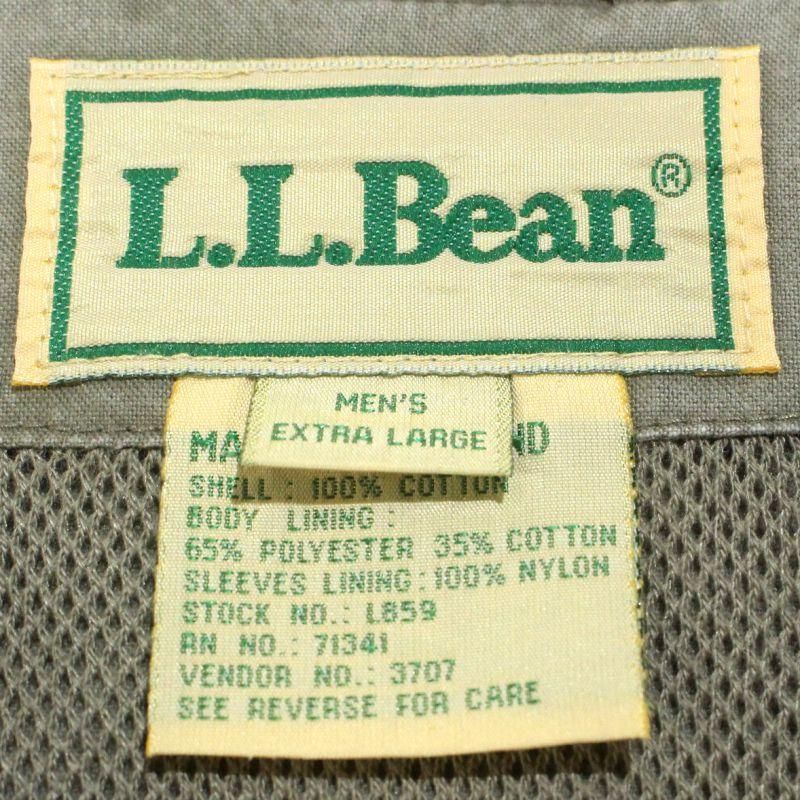 L.L.Bean®
MEN'S
EXTRA LARGE
SHELL : 100% COTTON
BODY LINING :
65% POLYESTER 35% COTTON
SLEEVES LINING : 100% NYLON
STOCK NO.: L859
RN NO.: 71341
VENDOR NO.: 3707
SEE REVERSE FOR CARE